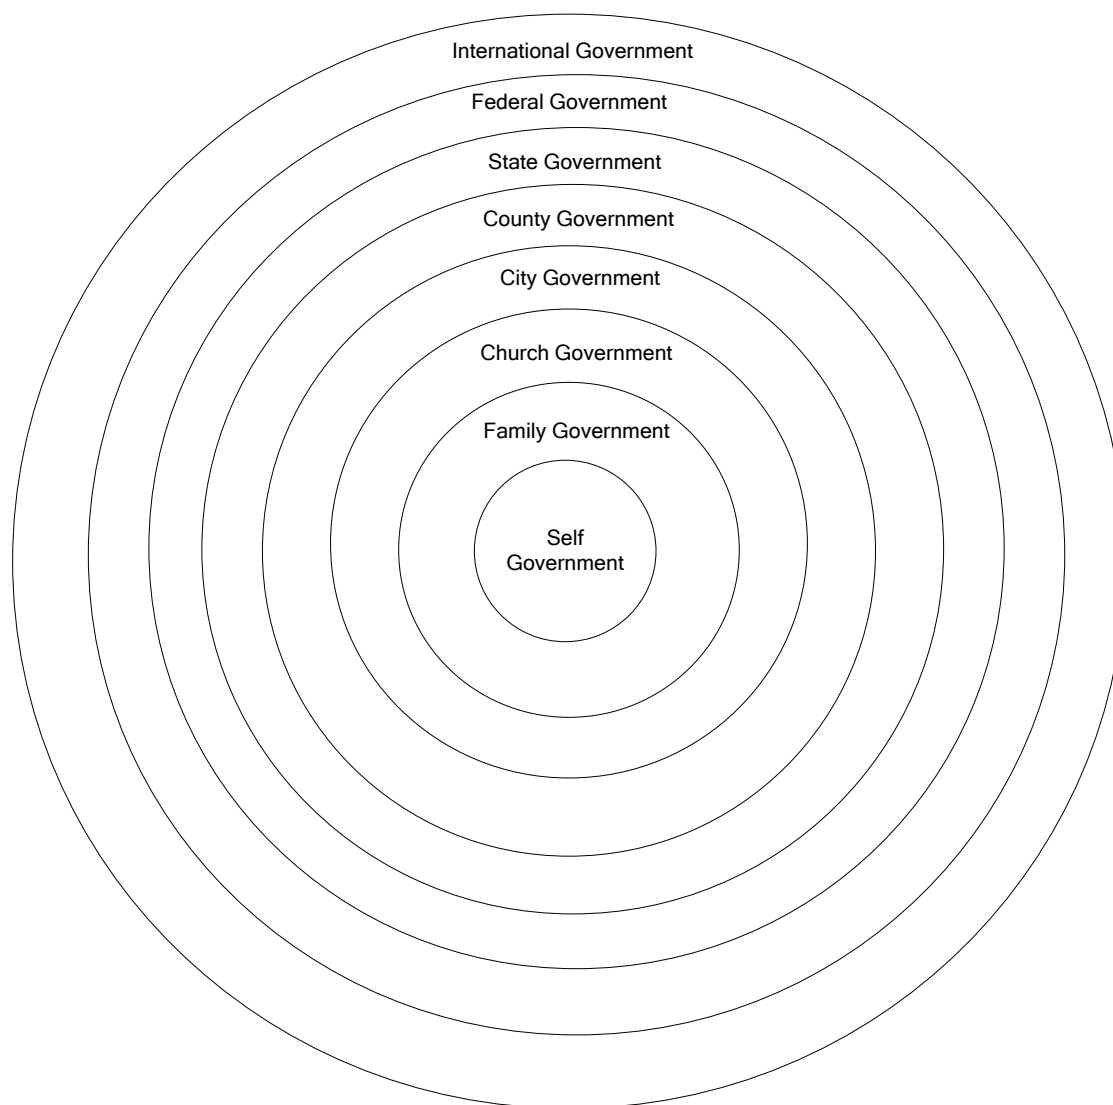 International Government
Federal Government
State Government
County Government
City Government
Church Government
Family Government
Self
Government